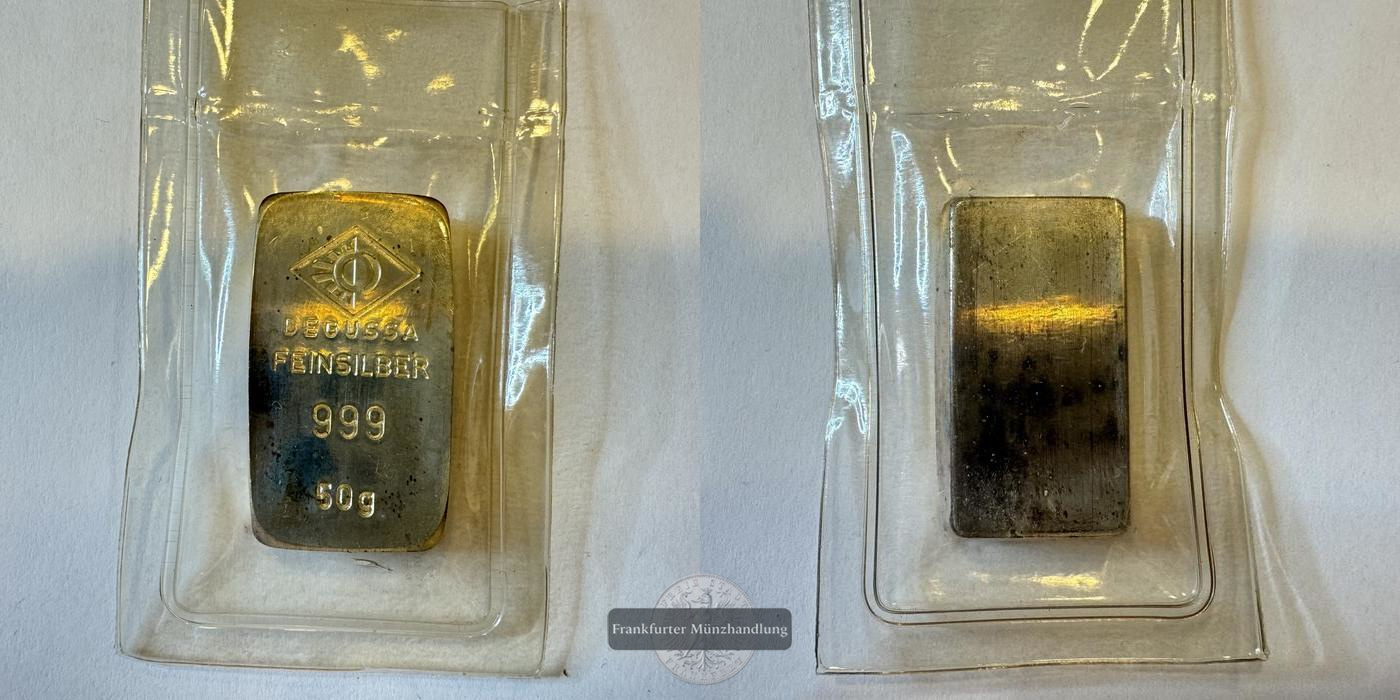 DEGUSSA
FEINSILBER
999
50g
Frankfurter Münzhandlung